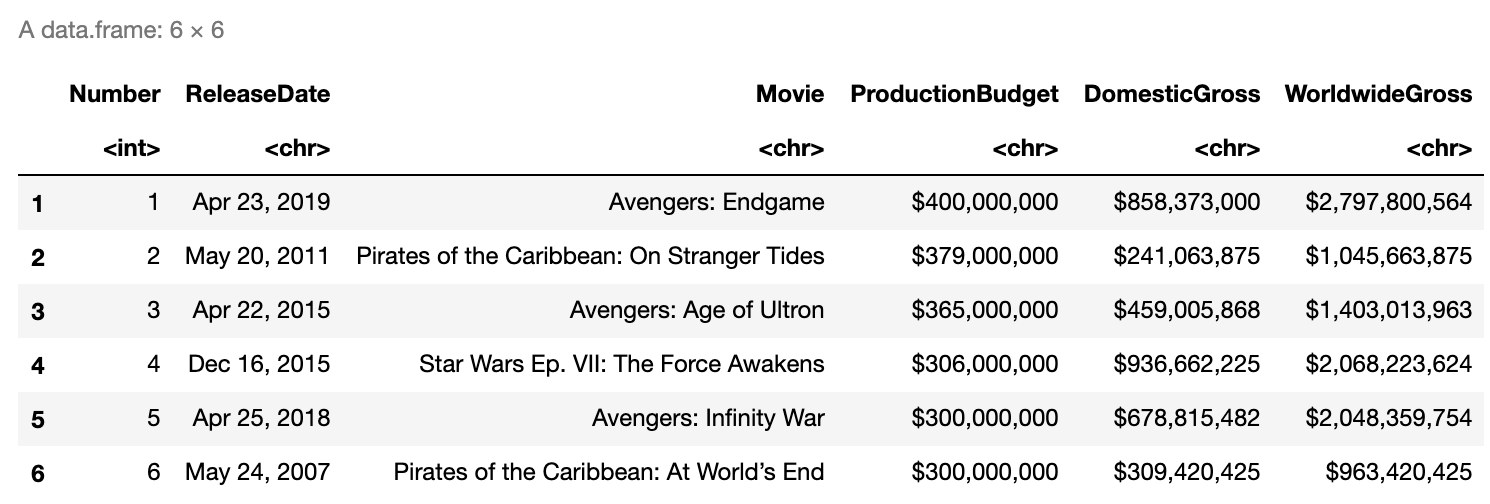 A data.frame: 6 × 6
Number ReleaseDate Movie ProductionBudget DomesticGross WorldwideGross
<int> <chr> <chr> <chr> <chr> <chr>
1 1 Apr 23, 2019 Avengers: Endgame $400,000,000 $858,373,000 $2,797,800,564
2 2 May 20, 2011 Pirates of the Caribbean: On Stranger Tides $379,000,000 $241,063,875 $1,045,663,875
3 3 Apr 22, 2015 Avengers: Age of Ultron $365,000,000 $459,005,868 $1,403,013,963
4 4 Dec 16, 2015 Star Wars Ep. VII: The Force Awakens $306,000,000 $936,662,225 $2,068,223,624
5 5 Apr 25, 2018 Avengers: Infinity War $300,000,000 $678,815,482 $2,048,359,754
6 6 May 24, 2007 Pirates of the Caribbean: At World’s End $300,000,000 $309,420,425 $963,420,425